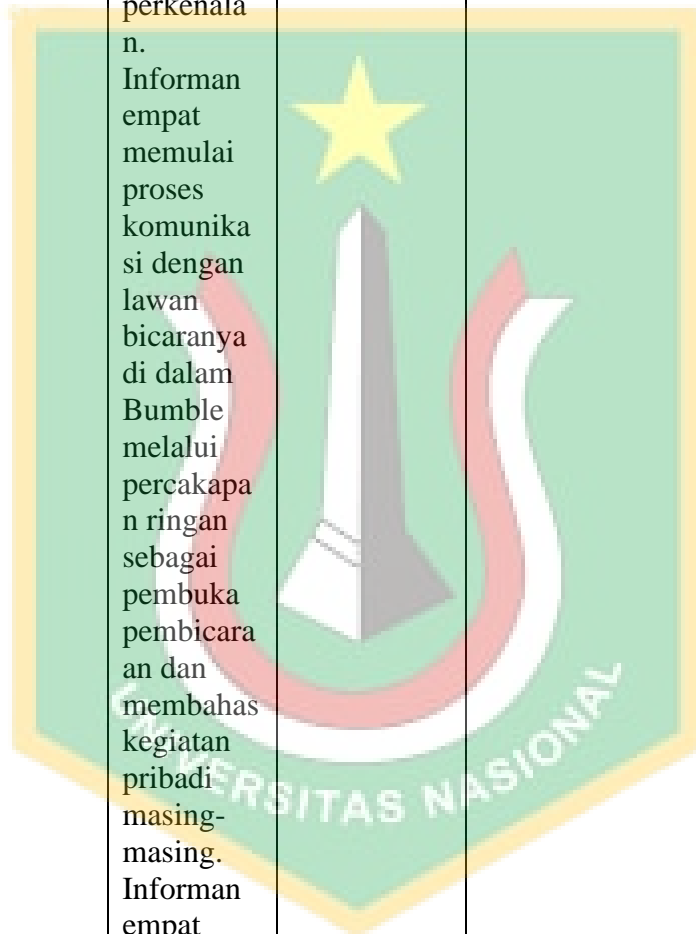 perkenala
n.
Informan
empat
memulai
proses
komunika
si dengan
lawan
bicaranya
di dalam
Bumble
melalui
percakapa
n ringan
sebagai
pembuka
pembicara
an dan
membahas
kegiatan
pribadi
masing-
masing.
Informan
empat
UNIVERSITAS NASIONAL